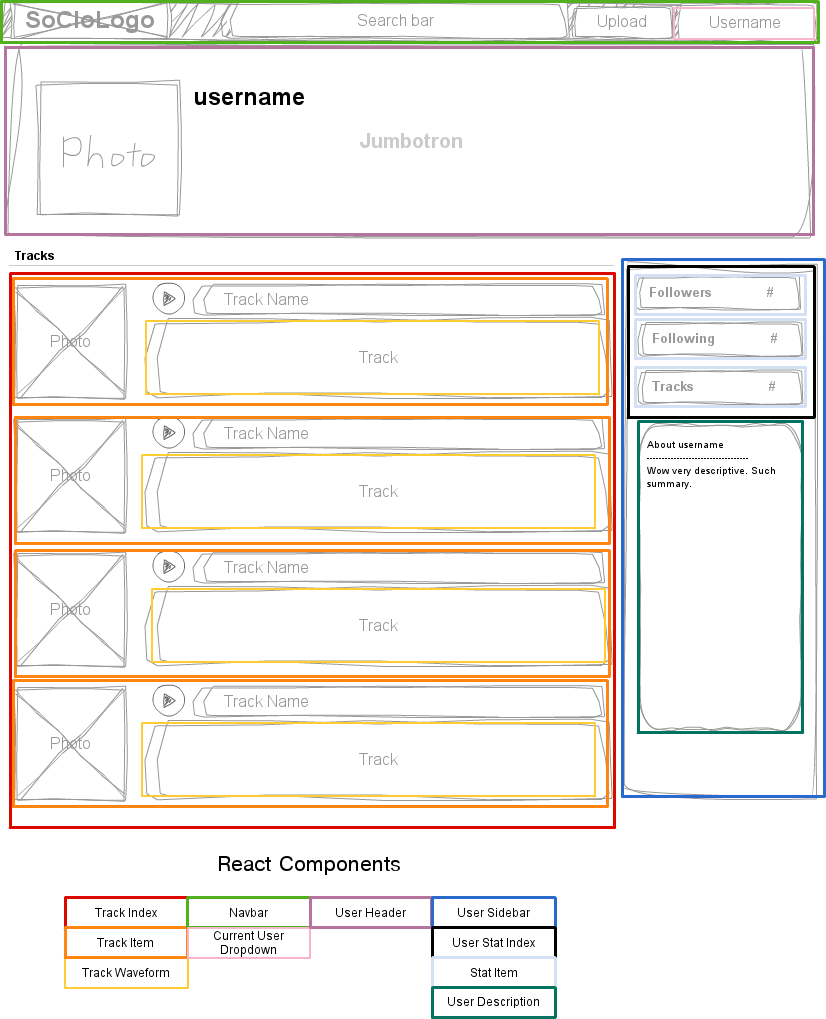 SoCloLogo Search bar Upload Username
username
Photo
Jumbotron
Tracks
Photo
Track Name
Track
Photo
Track Name
Track
Photo
Track Name
Track
Photo
Track Name
Track
Followers #
Following #
Tracks #
About username
----------------------------------
Wow very descriptive. Such
summary.
React Components
Track Index Navbar User Header User Sidebar
Track Item Current User Dropdown User Stat Index
Track Waveform Stat Item
User Description